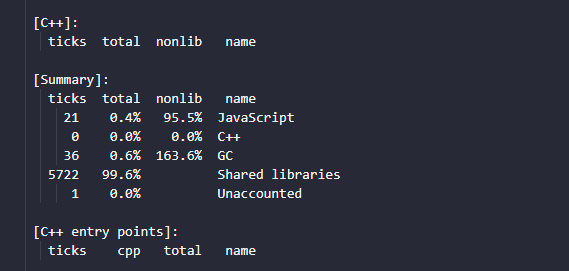 [C++]:
ticks  total  nonlib   name
[Summary]:
ticks  total  nonlib   name
21    0.4%   95.5%  JavaScript
0    0.0%    0.0%  C++
36    0.6%  163.6%  GC
5722   99.6%          Shared libraries
1    0.0%          Unaccounted
[C++ entry points]:
ticks    cpp   total   name